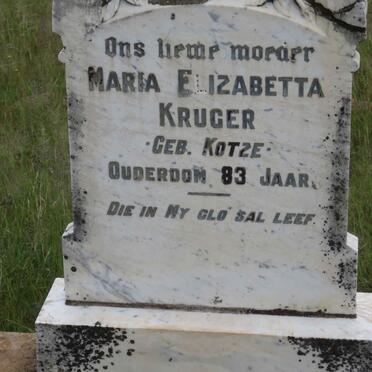 Ons liewe moeder
Maria Elizabetta
Kruger
·Geb. Kotze·
Ouderdom 83 Jaar.
Die in My glo sal leef